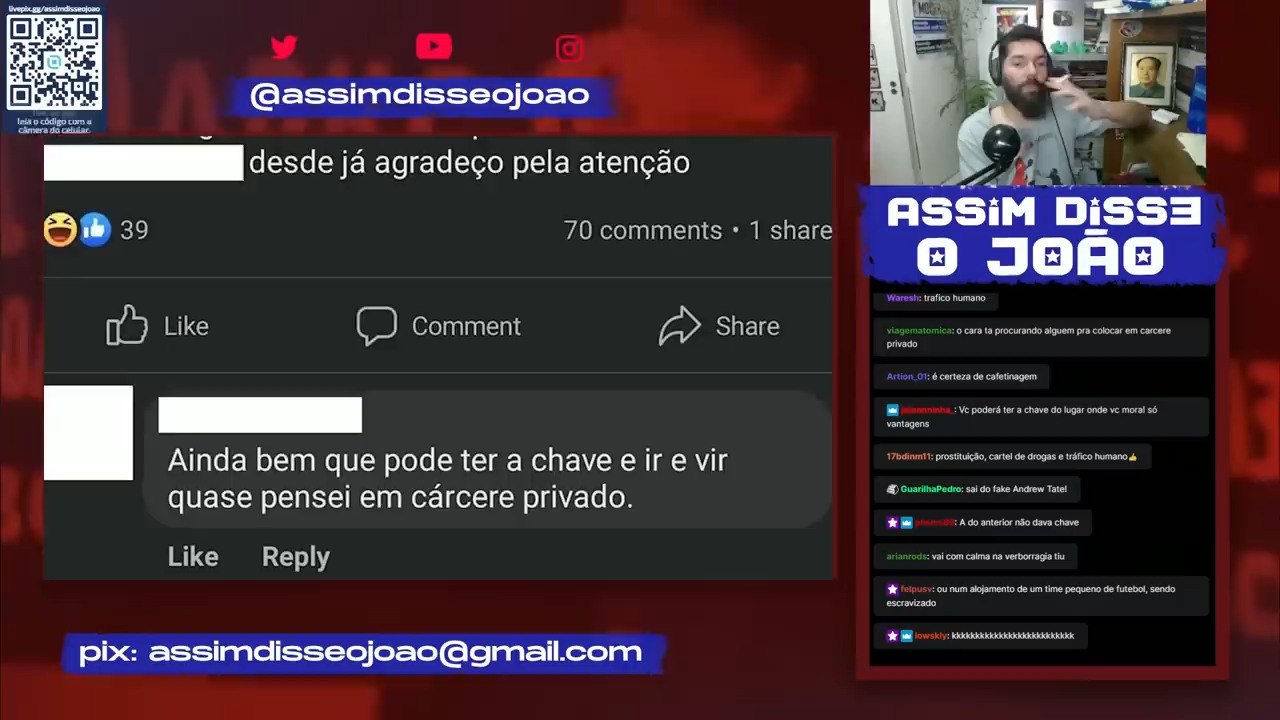 livepix.gg/assimdisseojoao
leia o código com a
câmera do celular.
@assimdisseojoao
desde já agradeço pela atenção
39
70 comments • 1 share
Like
Comment
Share
Ainda bem que pode ter a chave e ir e vir
quase pensei em cárcere privado.
Like Reply
pix: assimdisseojoao@gmail.com
ASSIM DISSE
O JOÃO
Waresh: trafico humano
viagematomica: o cara ta procurando alguem pra colocar em carcere
privado
Artion_01: é certeza de cafetinagem
Vc poderá ter a chave do lugar onde vc moral só
vantagens
17bdinm11: prostituição, cartel de drogas e tráfico humano👍
GuarilhaPedro: sai do fake Andrew Tate!
A do anterior não dava chave
arianrods: vai com calma na verborragia tiu
felpusv: ou num alojamento de um time pequeno de futebol, sendo
escravizado
lowskly: kkkkkkkkkkkkkkkkkkkkkkkkkk